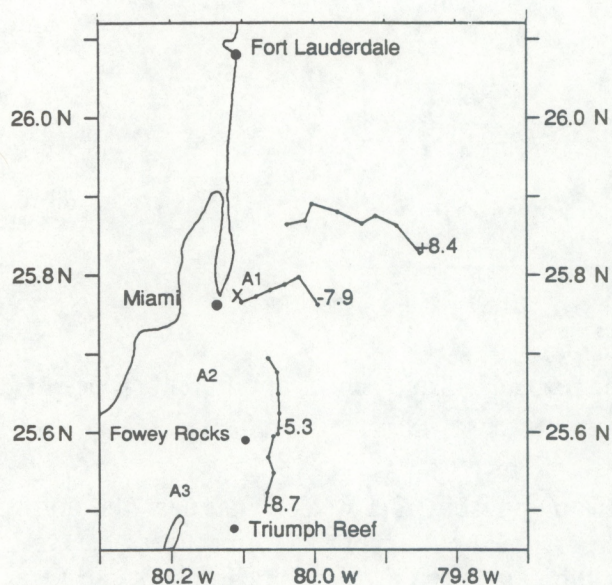 Fort Lauderdale
26.0 N 26.0 N
+8.4
25.8 N 25.8 N
A1
X
Miami -7.9
A2
-5.3
25.6 N Fowey Rocks 25.6 N
A3
-8.7
Triumph Reef
80.2 W 80.0 W 79.8 W